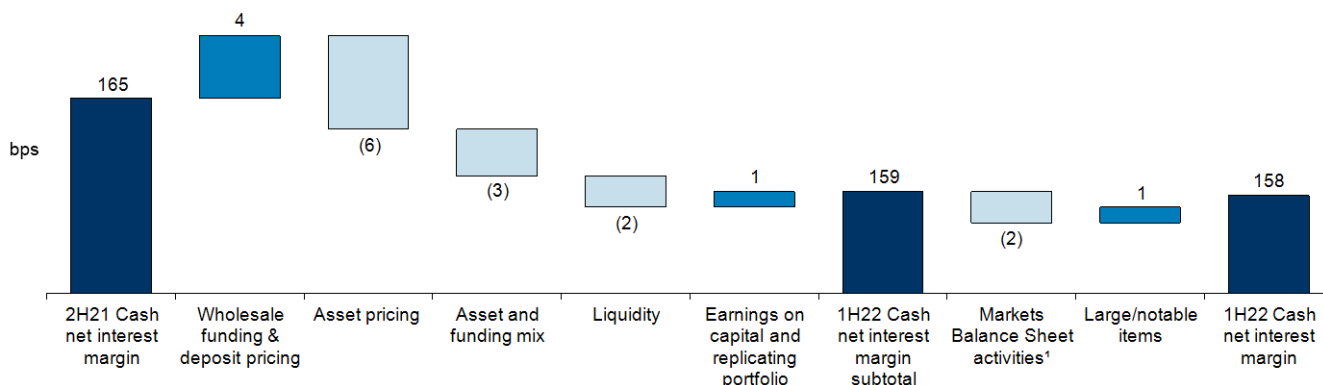 4
165
(6)
bps
(3)
(2)
1
159
(2)
1
158
2H21 Cash
net interest
margin
Wholesale
funding &
deposit pricing
Asset pricing
Asset and
funding mix
Liquidity
Earnings on
capital and
replicating
portfolio
1H22 Cash
net interest
margin
subtotal
Markets
Balance Sheet
activities¹
Large/notable
items
1H22 Cash
net interest
margin